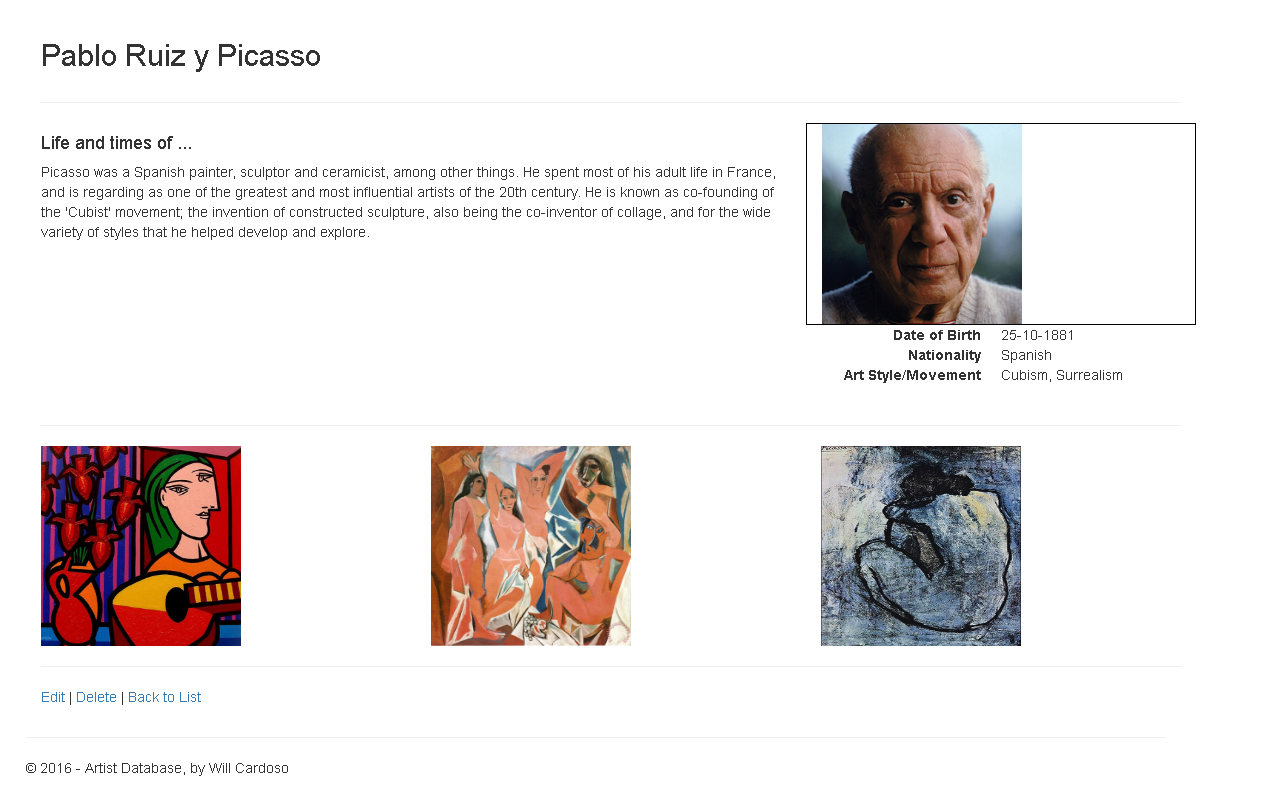 Pablo Ruiz y Picasso
Life and times of ...
Picasso was a Spanish painter, sculptor and ceramicist, among other things. He spent most of his adult life in France,
and is regarding as one of the greatest and most influential artists of the 20th century. He is known as co-founding of
the 'Cubist' movement; the invention of constructed sculpture, also being the co-inventor of collage, and for the wide
variety of styles that he helped develop and explore.
Date of Birth 25-10-1881
Nationality Spanish
Art Style/Movement Cubism, Surrealism
Edit | Delete | Back to List
© 2016 - Artist Database, by Will Cardoso